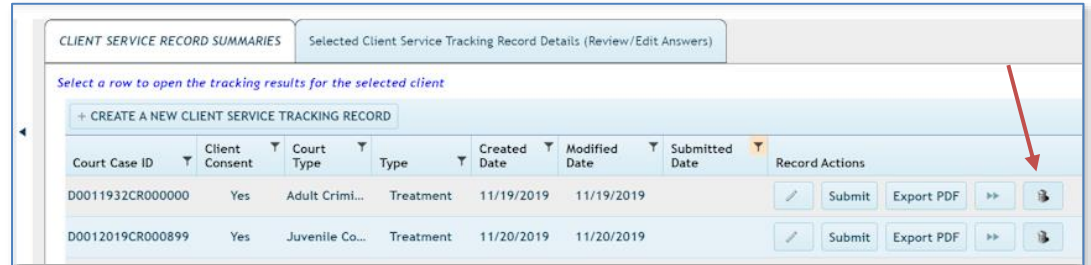 CLIENT SERVICE RECORD SUMMARIES Selected Client Service Tracking Record Details (Review/Edit Answers)
Select a row to open the tracking results for the selected client
+ CREATE A NEW CLIENT SERVICE TRACKING RECORD
Court Case ID Client Consent Court Type Type Created Date Modified Date Submitted Date Record Actions
D0011932CR000000 Yes Adult Crimi... Treatment 11/19/2019 11/19/2019 Submit Export PDF
D0012019CR000899 Yes Juvenile Co... Treatment 11/20/2019 11/20/2019 Submit Export PDF